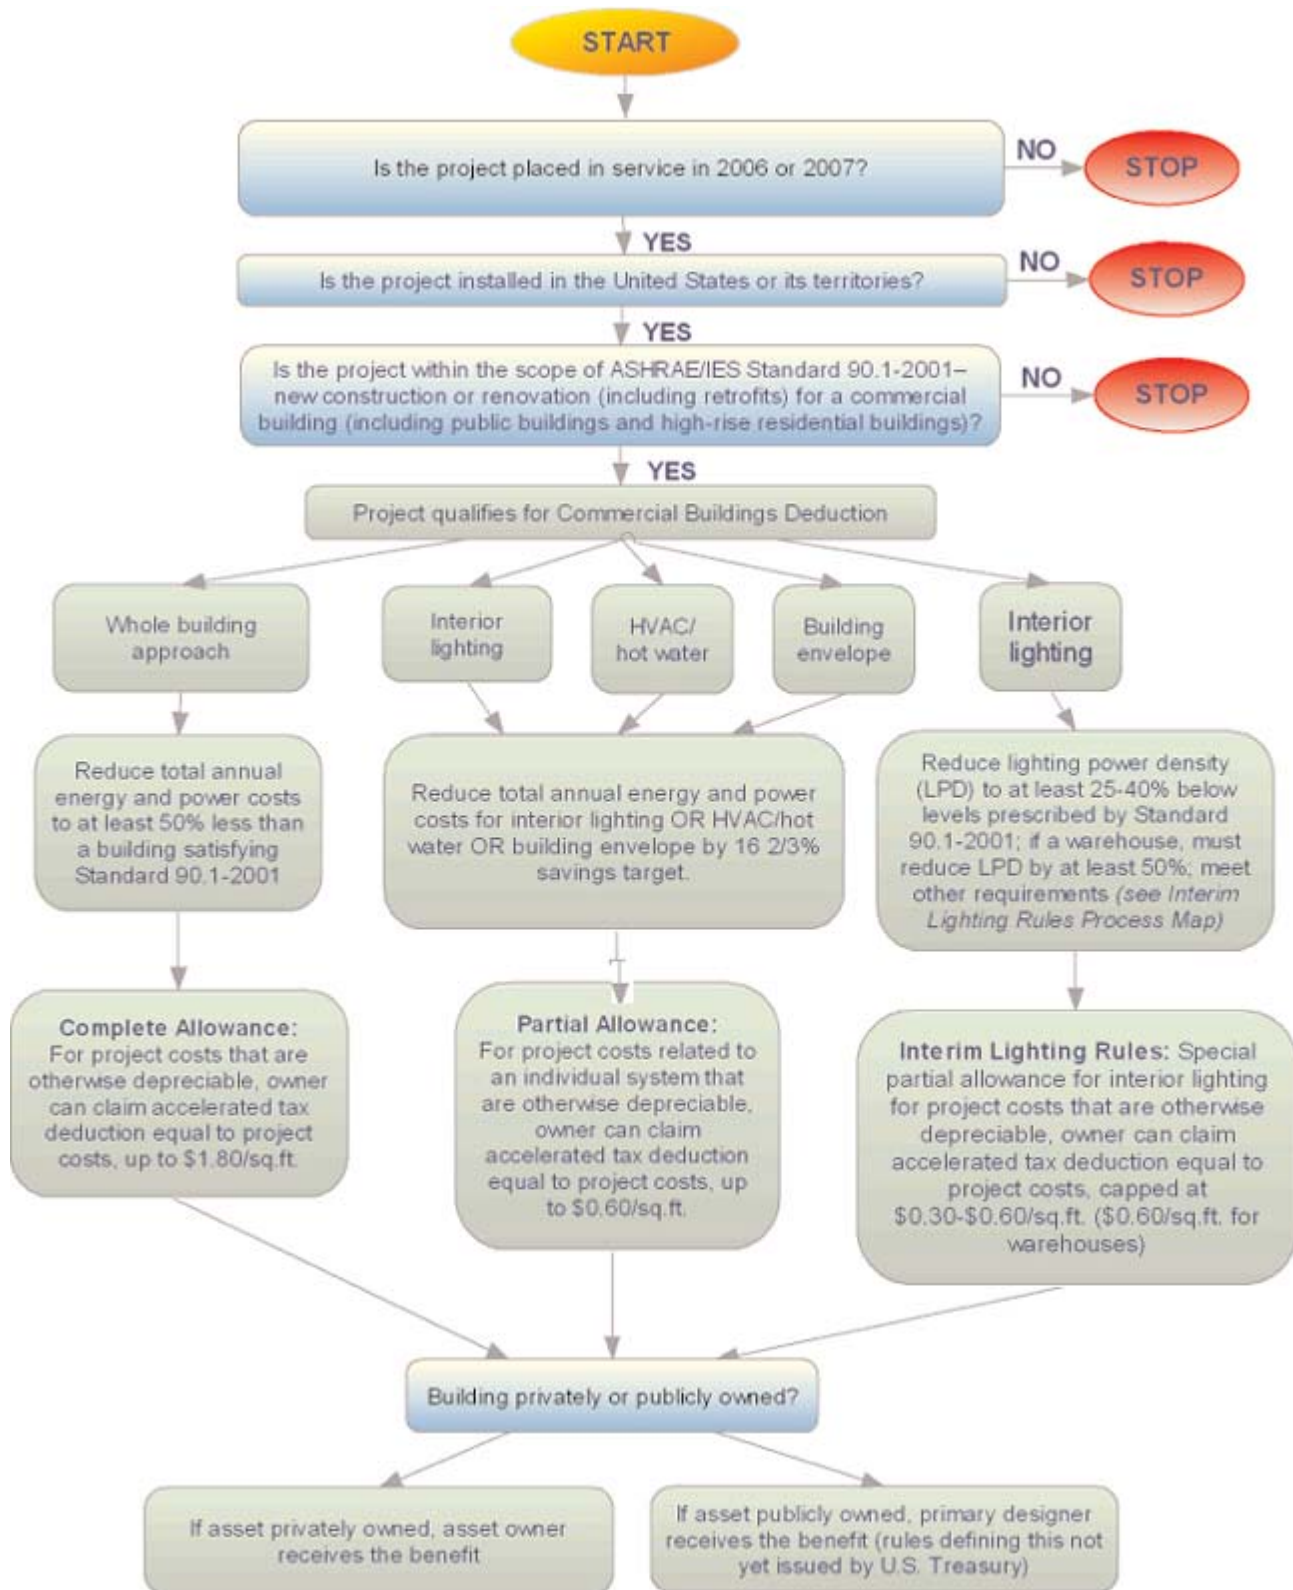 START
Is the project placed in service in 2006 or 2007?
NO
STOP
YES
Is the project installed in the United States or its territories?
NO
STOP
YES
Is the project within the scope of ASHRAE/IES Standard 90.1-2001–
new construction or renovation (including retrofits) for a commercial
building (including public buildings and high-rise residential buildings)?
NO
STOP
YES
Project qualifies for Commercial Buildings Deduction
Whole building
approach
Interior
lighting
HVAC/
hot water
Building
envelope
Interior
lighting
Reduce total annual
energy and power costs
to at least 50% less than
a building satisfying
Standard 90.1-2001
Reduce total annual energy and power
costs for interior lighting OR HVAC/hot
water OR building envelope by 16 2/3%
savings target.
Reduce lighting power density
(LPD) to at least 25-40% below
levels prescribed by Standard
90.1-2001; if a warehouse, must
reduce LPD by at least 50%; meet
other requirements (see Interim
Lighting Rules Process Map)
Complete Allowance:
For project costs that are
otherwise depreciable, owner
can claim accelerated tax
deduction equal to project
costs, up to $1.80/sq.ft.
Partial Allowance:
For project costs related to
an individual system that
are otherwise depreciable,
owner can claim
accelerated tax deduction
equal to project costs, up
to $0.60/sq.ft.
Interim Lighting Rules: Special
partial allowance for interior lighting
for project costs that are otherwise
depreciable, owner can claim
accelerated tax deduction equal to
project costs, capped at
$0.30-$0.60/sq.ft. ($0.60/sq.ft. for
warehouses)
Building privately or publicly owned?
If asset privately owned, asset owner
receives the benefit
If asset publicly owned, primary designer
receives the benefit (rules defining this not
yet issued by U.S. Treasury)